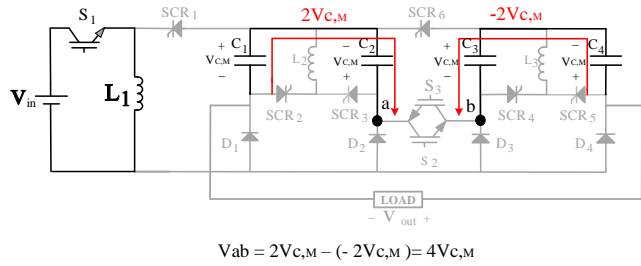 S1
SCR1
2Vc,M
SCR6
-2Vc,M
C1
+
Vc,M
−
L2
−
C2
Vc,M
+
C3
+
Vc,M
−
L3
−
C4
Vc,M
+
Vin
L1
SCR2
SCR3
a
S3
b
SCR4
SCR5
D1
D2
S2
D3
D4
LOAD
− Vout +
Vab = 2Vc,M – (- 2Vc,M )= 4Vc,M